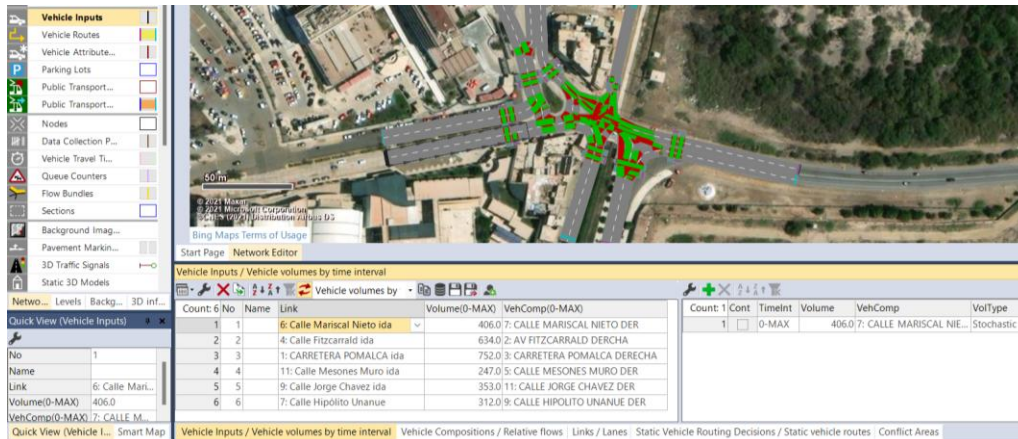 Vehicle Inputs
Vehicle Routes
Vehicle Attribute...
Parking Lots
Public Transport...
Public Transport...
Nodes
Data Collection P...
Vehicle Travel Ti...
Queue Counters
Flow Bundles
Sections
Background Imag...
Pavement Markin...
3D Traffic Signals
Static 3D Models
Netwo... Levels Backg... 3D inf...
Quick View (Vehicle Inputs)
No 1
Name
Link 6: Calle Mari...
Volume(0-MAX) 406.0
VehComp(0-MAX) 7: CALLE M...
Quick View (Vehicle I... Smart Map
50 m
© 2021 Maxar
© 2021 Microsoft Corporation
Bing Maps Terms of Usage
Start Page Network Editor
Vehicle Inputs / Vehicle volumes by time interval
Vehicle volumes by
Count: 6 No Name Link Volume(0-MAX) VehComp(0-MAX)
1 1 6: Calle Mariscal Nieto ida 406.0 7: CALLE MARISCAL NIETO DER
2 2 4: Calle Fitzcarrald ida 634.0 2: AV FITZCARRALD DERCHA
3 3 1: CARRETERA POMALCA ida 752.0 3: CARRETERA POMALCA DERECHA
4 4 11: Calle Mesones Muro ida 247.0 5: CALLE MESONES MURO DER
5 5 9: Calle Jorge Chavez ida 353.0 11: CALLE JORGE CHAVEZ DER
6 6 7: Calle Hipólito Unanue 312.0 9: CALLE HIPOLITO UNANUE DER
Count: 1 Cont TimeInt Volume VehComp VolType
1 0-MAX 406.0 7: CALLE MARISCAL NIE... Stochastic
Vehicle Inputs / Vehicle volumes by time interval Vehicle Compositions / Relative flows Links / Lanes Static Vehicle Routing Decisions / Static vehicle routes Conflict Areas